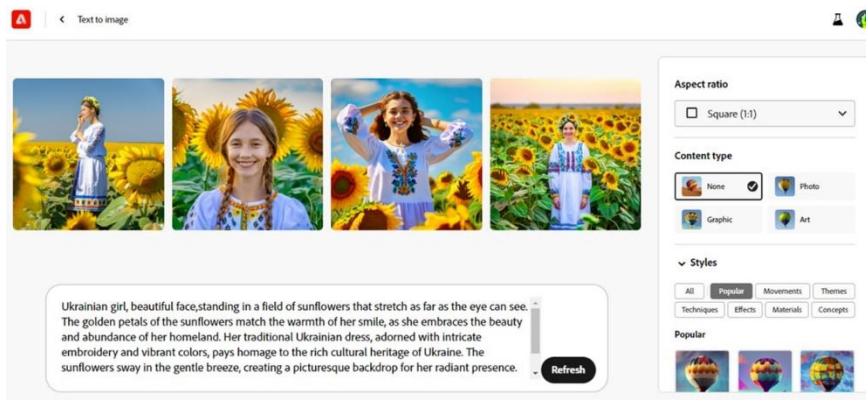 Text to image
Aspect ratio
Square (1:1)
Content type
None
Photo
Graphic
Art
Styles
All Popular Movements Themes
Techniques Effects Materials Concepts
Popular
Ukrainian girl, beautiful face,standing in a field of sunflowers that stretch as far as the eye can see.
The golden petals of the sunflowers match the warmth of her smile, as she embraces the beauty
and abundance of her homeland. Her traditional Ukrainian dress, adorned with intricate
embroidery and vibrant colors, pays homage to the rich cultural heritage of Ukraine. The
sunflowers sway in the gentle breeze, creating a picturesque backdrop for her radiant presence.
Refresh